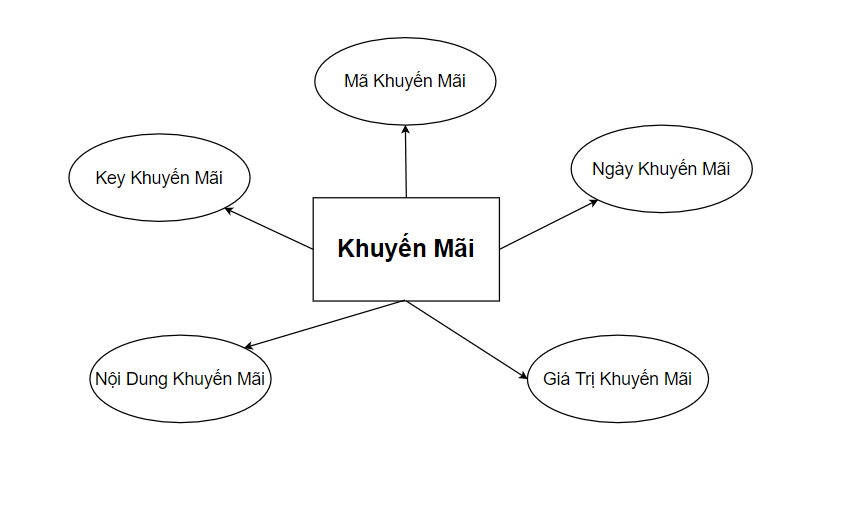 Mã Khuyến Mãi
Ngày Khuyến Mãi
Key Khuyến Mãi
Khuyến Mãi
Nội Dung Khuyến Mãi
Giá Trị Khuyến Mãi